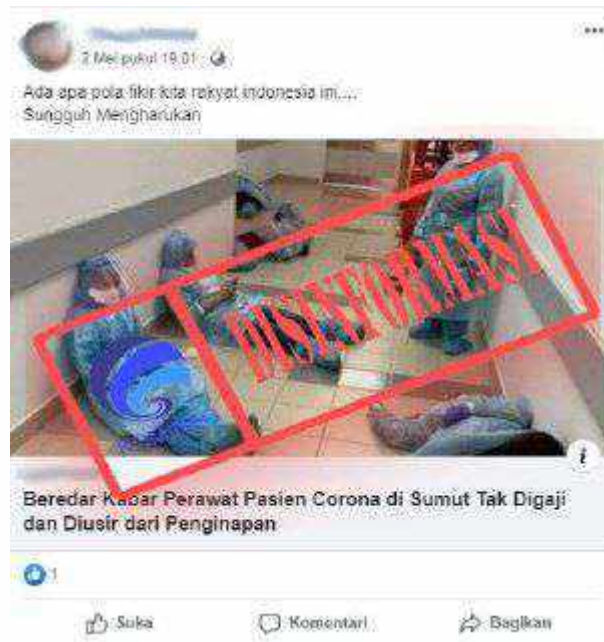 2 Mei pukul 19.01 ·
Ada apa pola fikir kita rakyat indonesia ini....
Sungguh Mengharukan
DISINFORMASI
i
Beredar Kabar Perawat Pasien Corona di Sumut Tak Digaji
dan Diusir dari Penginapan
1
Suka
Komentari
Bagikan